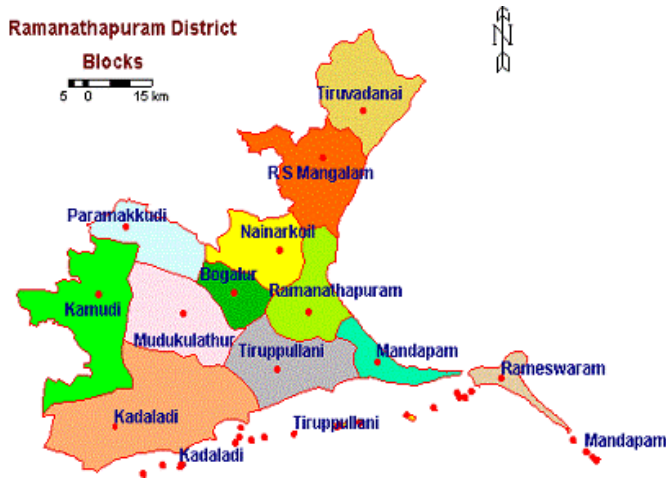 Ramanathapuram District
Blocks
5 0 15 km
N
Tiruvadanai
R S Mangalam
Paramakkudi
Nainarkoil
Bogalur
Ramanathapuram
Kamudi
Mudukulathur
Tiruppullani
Mandapam
Rameswaram
Kadaladi
Tiruppullani
Kadaladi
Mandapam